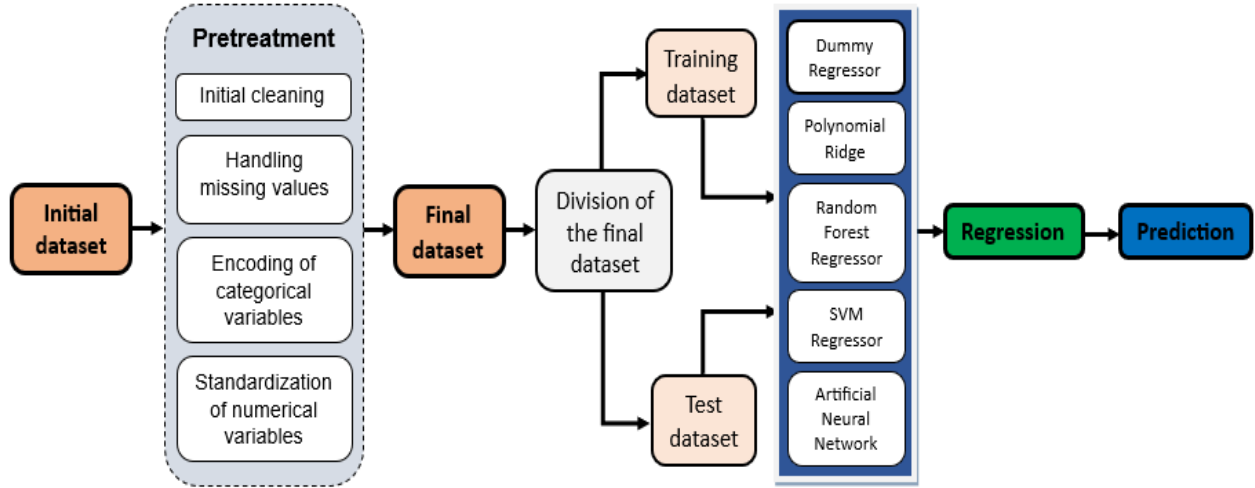 Initial
dataset
Pretreatment
Initial cleaning
Handling
missing values
Encoding of
categorical
variables
Standardization
of numerical
variables
Final
dataset
Division of
the final
dataset
Training
dataset
Test
dataset
Dummy
Regressor
Polynomial
Ridge
Random
Forest
Regressor
SVM
Regressor
Artificial
Neural
Network
Regression
Prediction